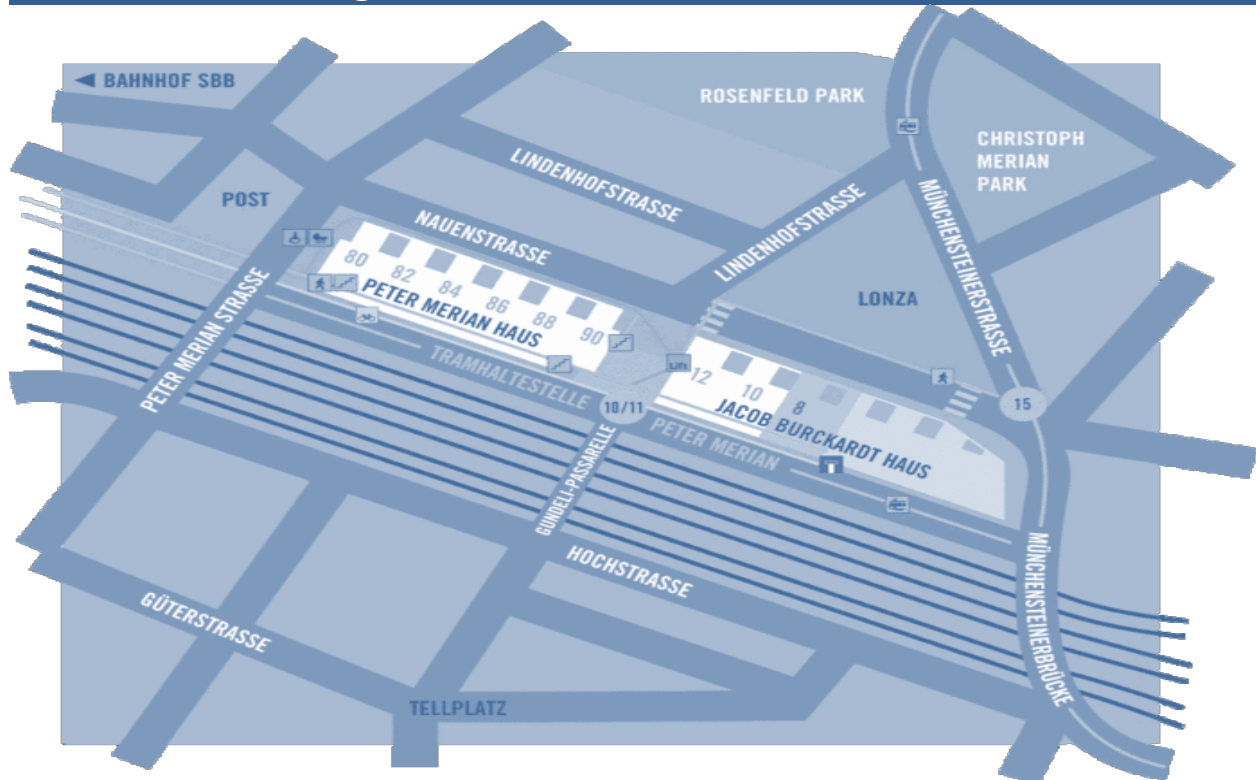 BAHNHOF SBB
ROSENFELD PARK
CHRISTOPH
MERIAN
PARK
LINDENHOFSTRASSE
POST
NAUENSTRASSE
LINDENHOFSTRASSE
MÜNCHENSTEINERSTRASSE
80
82
84
86
88
90
PETER MERIAN HAUS
LONZA
PETER MERIAN STRASSE
TRAMHALTESTELLE
10/11
PETER MERIAN
LIFT
12
10
8
JACOB BURCKARDT HAUS
15
GUNDELI-PASSARELLE
HOCHSTRASSE
MÜNCHENSTEINERBRÜCKE
GÜTERSTRASSE
TELLPLATZ